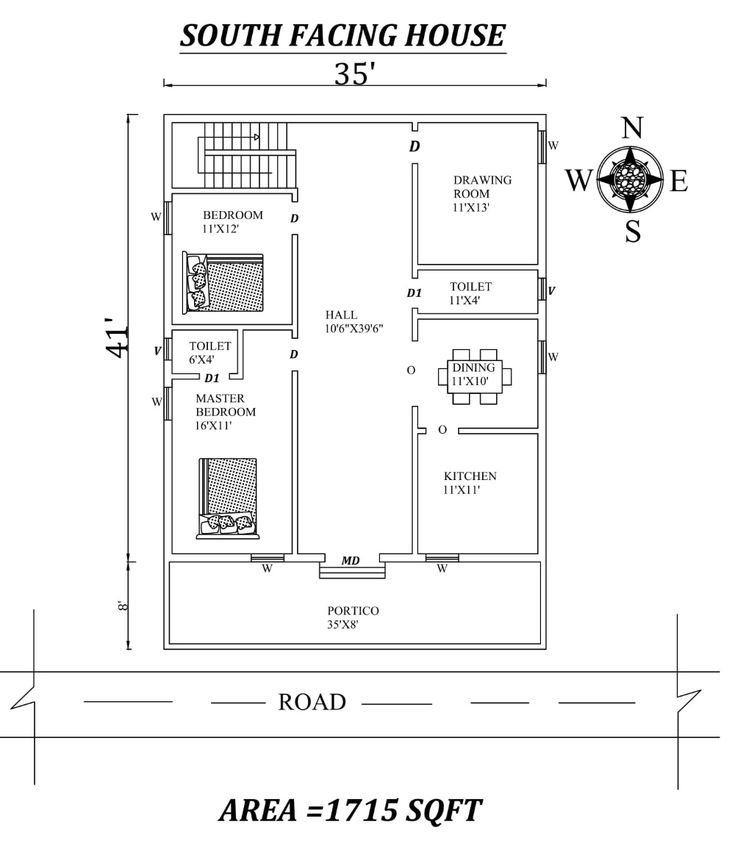 SOUTH FACING HOUSE
35'
N
W
E
S
D
W
DRAWING
ROOM
11'X13'
W
BEDROOM
11'X12'
D
TOILET
11'X4'
D1
V
HALL
10'6"X39'6"
41'
V
TOILET
6'X4'
D
D1
W
O
DINING
11'X10'
W
MASTER
BEDROOM
16'X11'
O
KITCHEN
11'X11'
W
MD
W
8'
PORTICO
35'X8'
ROAD
AREA =1715 SQFT